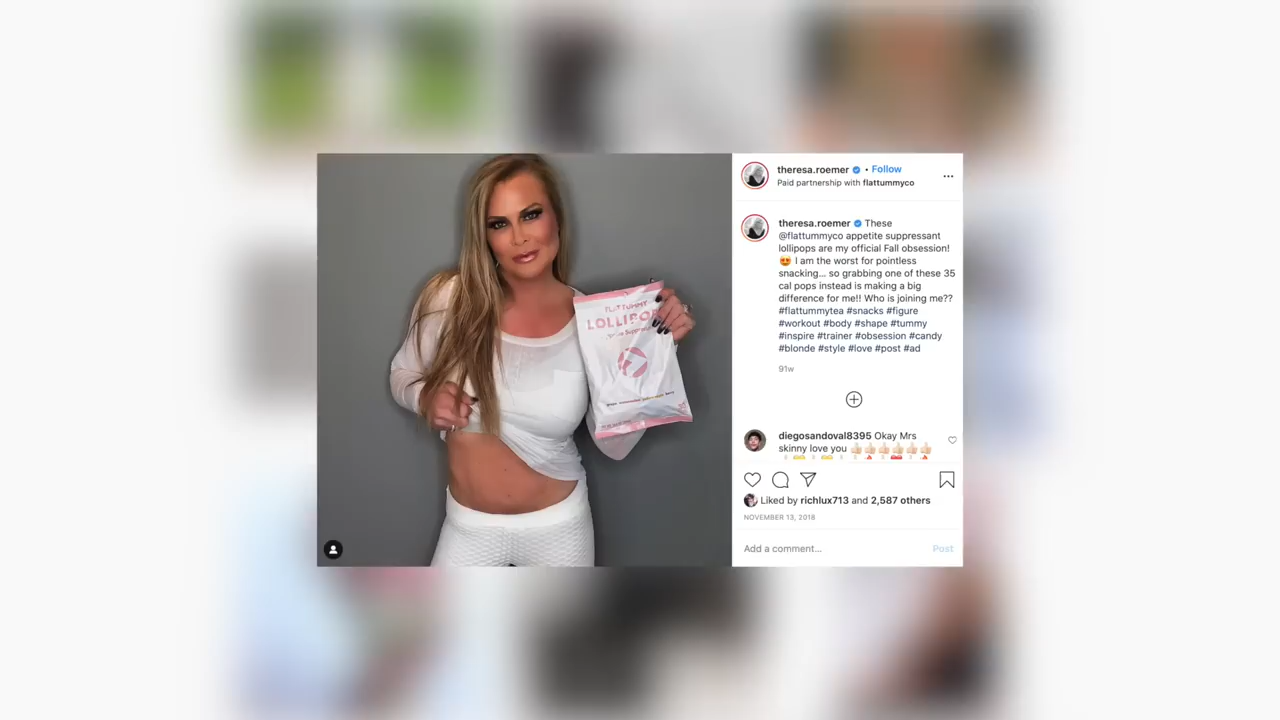 FLAT TUMMY
LOLLIPOP
theresa.roemer • Follow
Paid partnership with flattummyco
theresa.roemer These
@flattummyco appetite suppressant
lollipops are my official Fall obsession!
😍 I am the worst for pointless
snacking... so grabbing one of these 35
cal pops instead is making a big
difference for me!! Who is joining me??
#flattummytea #snacks #figure
#workout #body #shape #tummy
#inspire #trainer #obsession #candy
#blonde #style #love #post #ad
91w
diegosandoval8395 Okay Mrs
skinny love you 👍🏻👍🏻👍🏻👍🏻👍🏻👍🏻
Liked by richlux713 and 2,587 others
NOVEMBER 13, 2018
Add a comment...
Post